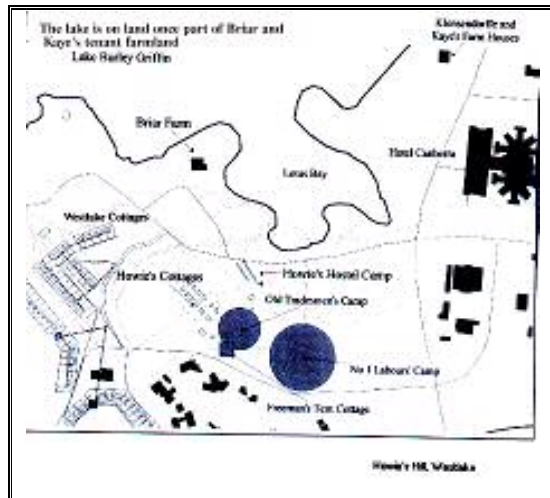 The lake is on land once part of Briar and
Kaye's tenant farmland
Lake Burley Griffin
Klensendorlfe and
Kaye's Farm Houses
Briar Farm
Lotus Bay
Hotel Canberra
Westlake Cottages
Howie's Cottages
Howie's Hostel Camp
Old Tradesmen's Camp
No 1 Labours' Camp
Freeman's Tent Cottage
Howie's Hill, Westlake